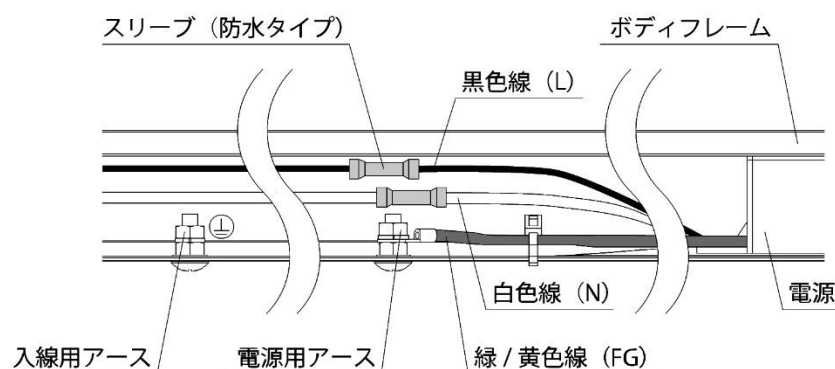 スリーブ（防水タイプ）
ボディフレーム
黒色線（L）
白色線（N）
電源
入線用アース
電源用アース
緑 / 黄色線（FG）